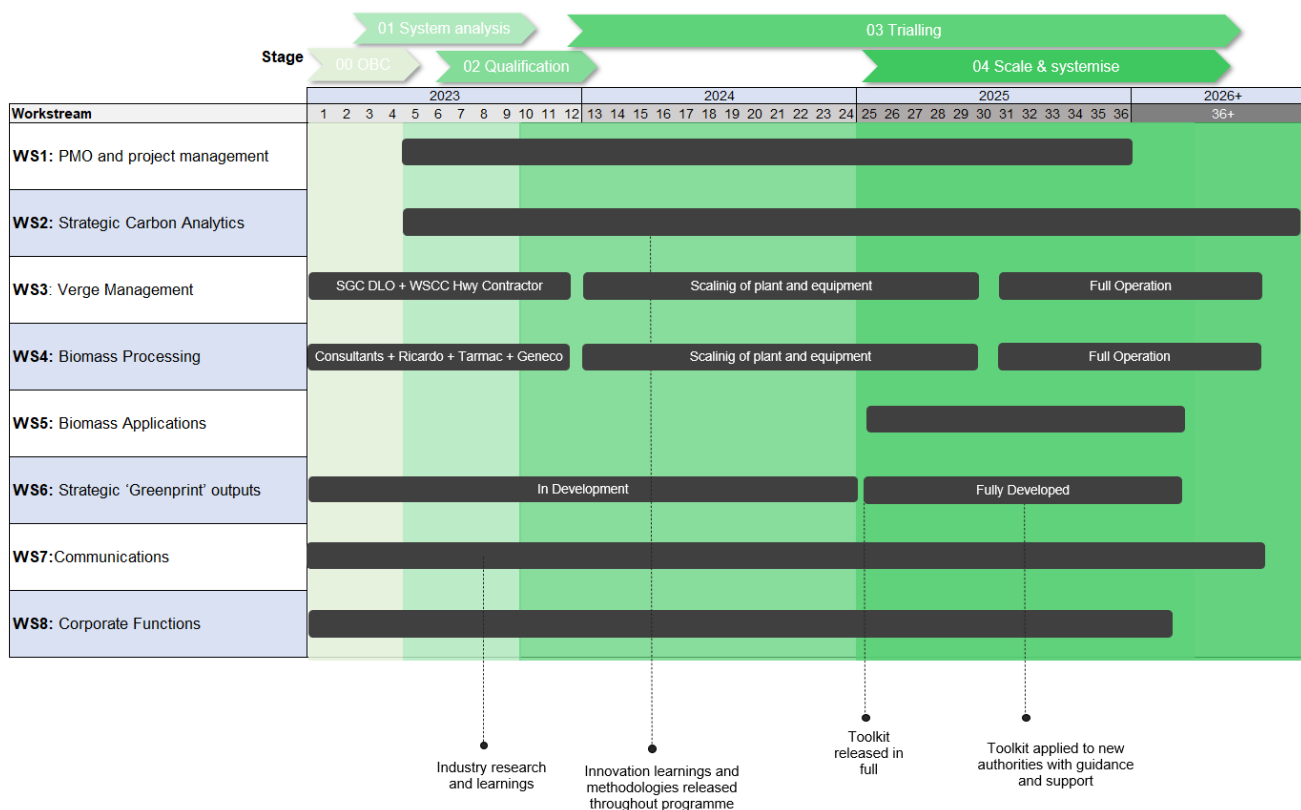 01 System analysis
03 Trialling
Stage
00 OBC
02 Qualification
04 Scale & systemise
2023 2024 2025 2026+
Workstream 1 2 3 4 5 6 7 8 9 10 11 12 13 14 15 16 17 18 19 20 21 22 23 24 25 26 27 28 29 30 31 32 33 34 35 36 36+
WS1: PMO and project management
WS2: Strategic Carbon Analytics
WS3: Verge Management
SGC DLO + WSCC Hwy Contractor
Scalinig of plant and equipment
Full Operation
WS4: Biomass Processing
Consultants + Ricardo + Tarmac + Geneco
Scalinig of plant and equipment
Full Operation
WS5: Biomass Applications
WS6: Strategic ‘Greenprint’ outputs
In Development
Fully Developed
WS7:Communications
WS8: Corporate Functions
Industry research
and learnings
Innovation learnings and
methodologies released
throughout programme
Toolkit
released in
full
Toolkit applied to new
authorities with guidance
and support